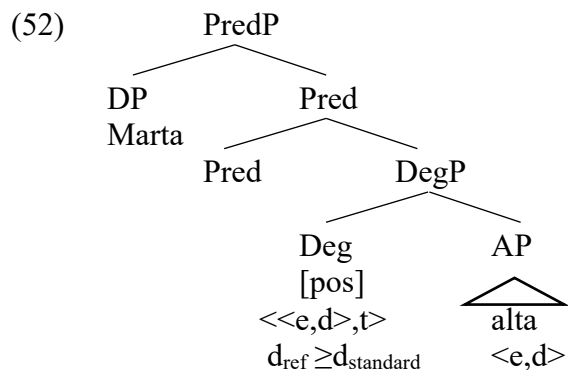 (52) PredP
DP Pred
Marta
Pred DegP
Deg AP
[pos]
<<e,d>,t> alta
d_ref ≥d_standard <e,d>